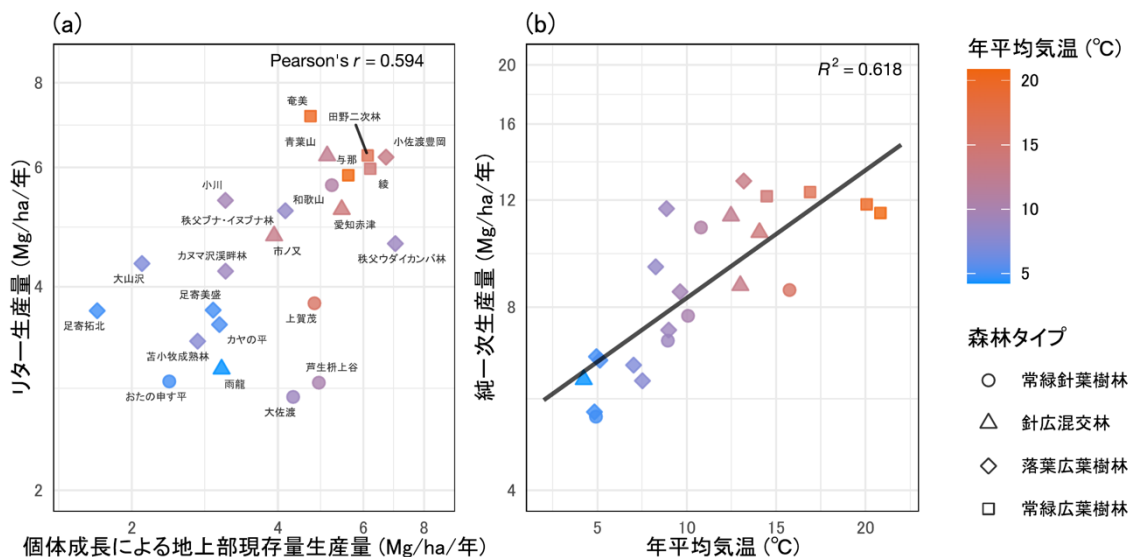 (a)
Pearson's r = 0.594
8
6
4
2
リター生産量 (Mg/ha/年)
奄美
田野二次林
青葉山
小佐渡豊岡
与那
綾
小川
和歌山
秩父ブナ・イヌブナ林
愛知赤津
市ノ又
秩父ウダイカンバ林
カヌマ沢渓畔林
大山沢
足寄美盛
足寄拓北
上賀茂
カヤの平
苫小牧成熟林
雨龍
芦生枡上谷
おたの申す平
大佐渡
2
4
6
8
個体成長による地上部現存量生産量 (Mg/ha/年)
(b)
R² = 0.618
20
16
12
8
4
純一次生産量 (Mg/ha/年)
5
10
15
20
年平均気温 (℃)
年平均気温 (℃)
20
15
10
5
森林タイプ
常緑針葉樹林
針広混交林
落葉広葉樹林
常緑広葉樹林